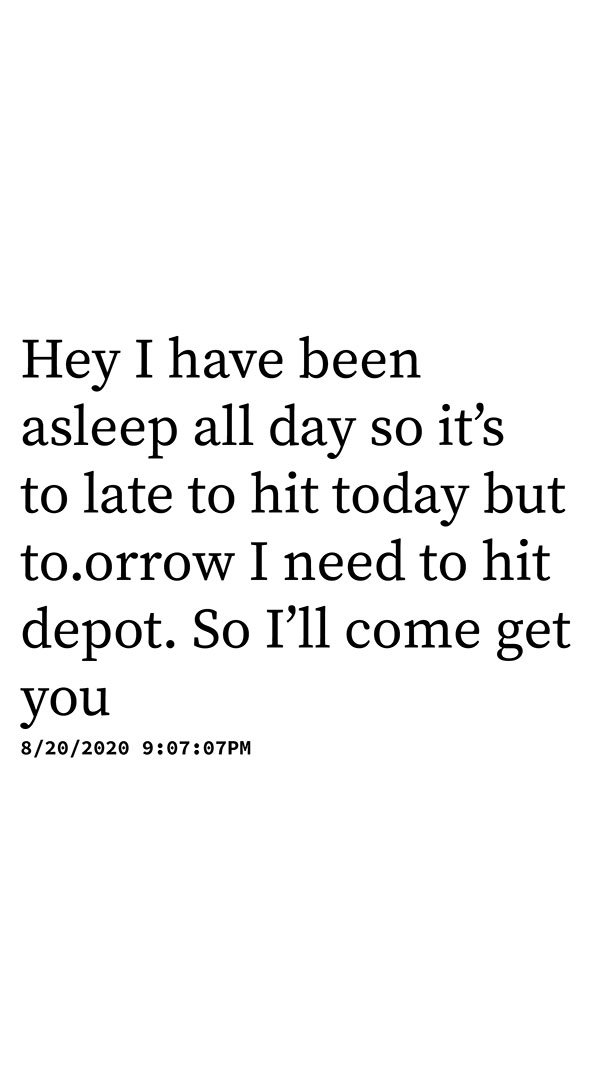 Hey I have been
asleep all day so it’s
to late to hit today but
to.orrow I need to hit
depot. So I’ll come get
you
8/20/2020 9:07:07PM